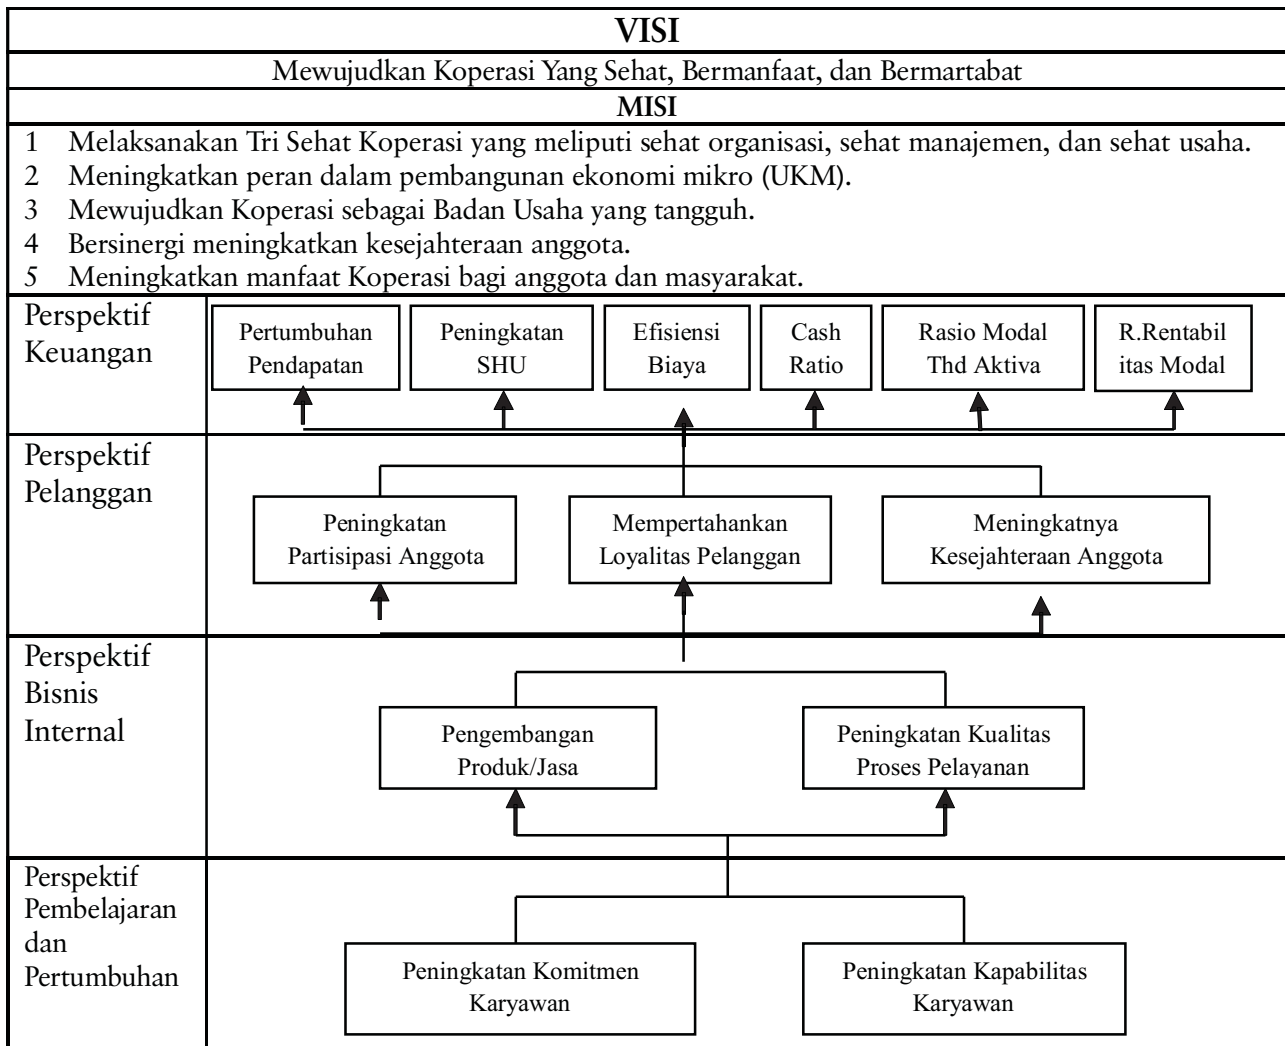 VISI
Mewujudkan Koperasi Yang Sehat, Bermanfaat, dan Bermartabat
MISI
1 Melaksanakan Tri Sehat Koperasi yang meliputi sehat organisasi, sehat manajemen, dan sehat usaha.
2 Meningkatkan peran dalam pembangunan ekonomi mikro (UKM).
3 Mewujudkan Koperasi sebagai Badan Usaha yang tangguh.
4 Bersinergi meningkatkan kesejahteraan anggota.
5 Meningkatkan manfaat Koperasi bagi anggota dan masyarakat.
Perspektif
Keuangan
Pertumbuhan
Pendapatan
Peningkatan
SHU
Efisiensi
Biaya
Cash
Ratio
Rasio Modal
Thd Aktiva
R.Rentabil
itas Modal
Perspektif
Pelanggan
Peningkatan
Partisipasi Anggota
Mempertahankan
Loyalitas Pelanggan
Meningkatnya
Kesejahteraan Anggota
Perspektif
Bisnis
Internal
Pengembangan
Produk/Jasa
Peningkatan Kualitas
Proses Pelayanan
Perspektif
Pembelajaran
dan
Pertumbuhan
Peningkatan Komitmen
Karyawan
Peningkatan Kapabilitas
Karyawan